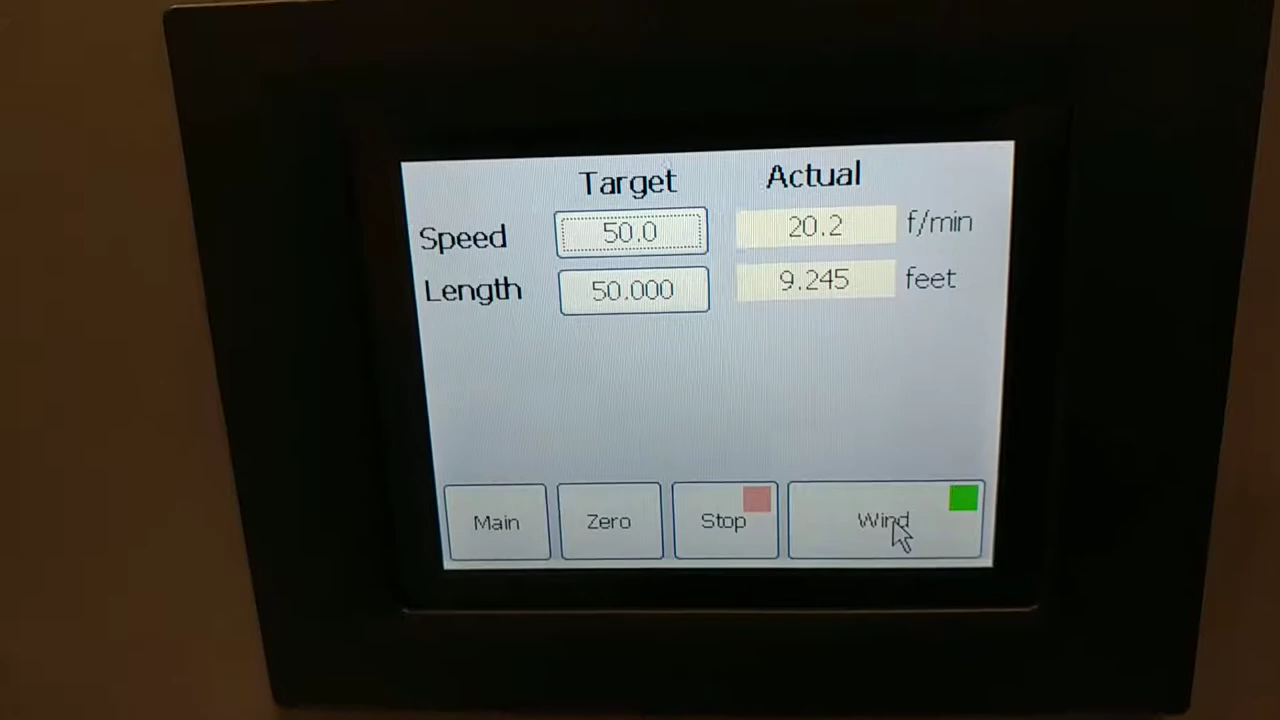 Target Actual
Speed 50.0 20.2 f/min
Length 50.000 9.245 feet
Main Zero Stop Wind